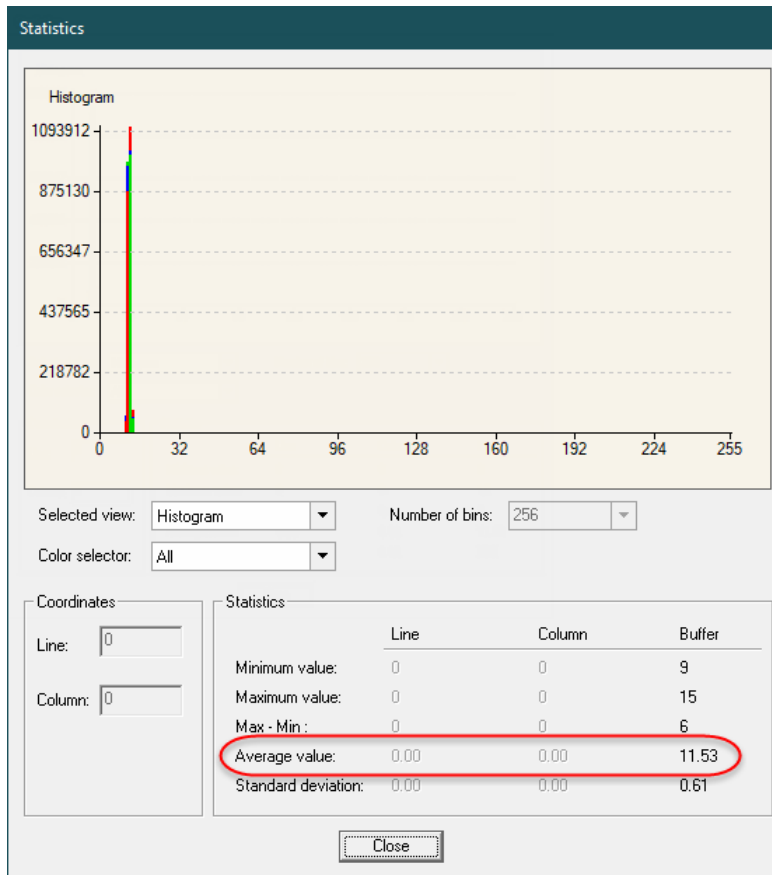 Statistics
Histogram
1093912
875130
656347
437565
218782
0
0 32 64 96 128 160 192 224 255
Selected view: Histogram Number of bins: 256
Color selector: All
Coordinates
Line: 0
Column: 0
Statistics
Line Column Buffer
Minimum value: 0 0 9
Maximum value: 0 0 15
Max - Min : 0 0 6
Average value: 0.00 0.00 11.53
Standard deviation: 0.00 0.00 0.61
Close